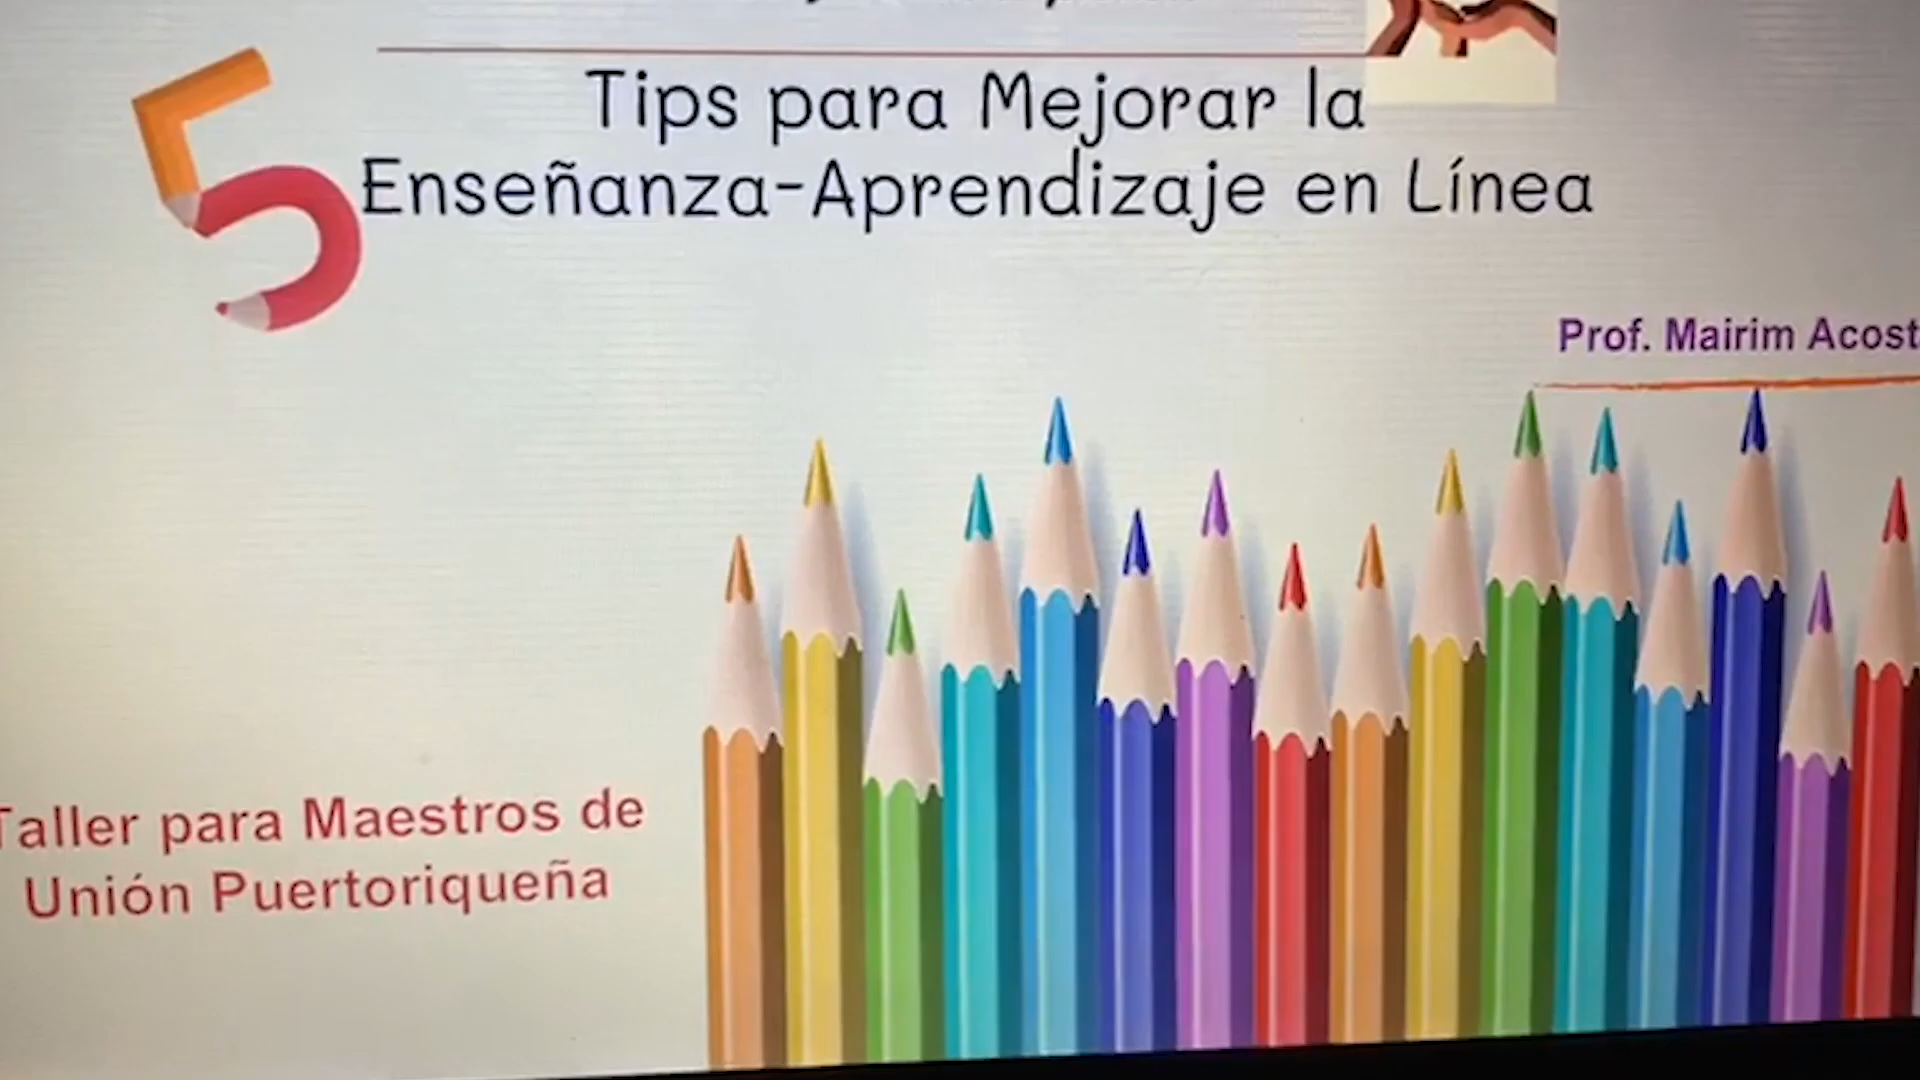 5
Tips para Mejorar la
Enseñanza-Aprendizaje en Línea
Prof. Mairim Acost
Taller para Maestros de
Unión Puertoriqueña